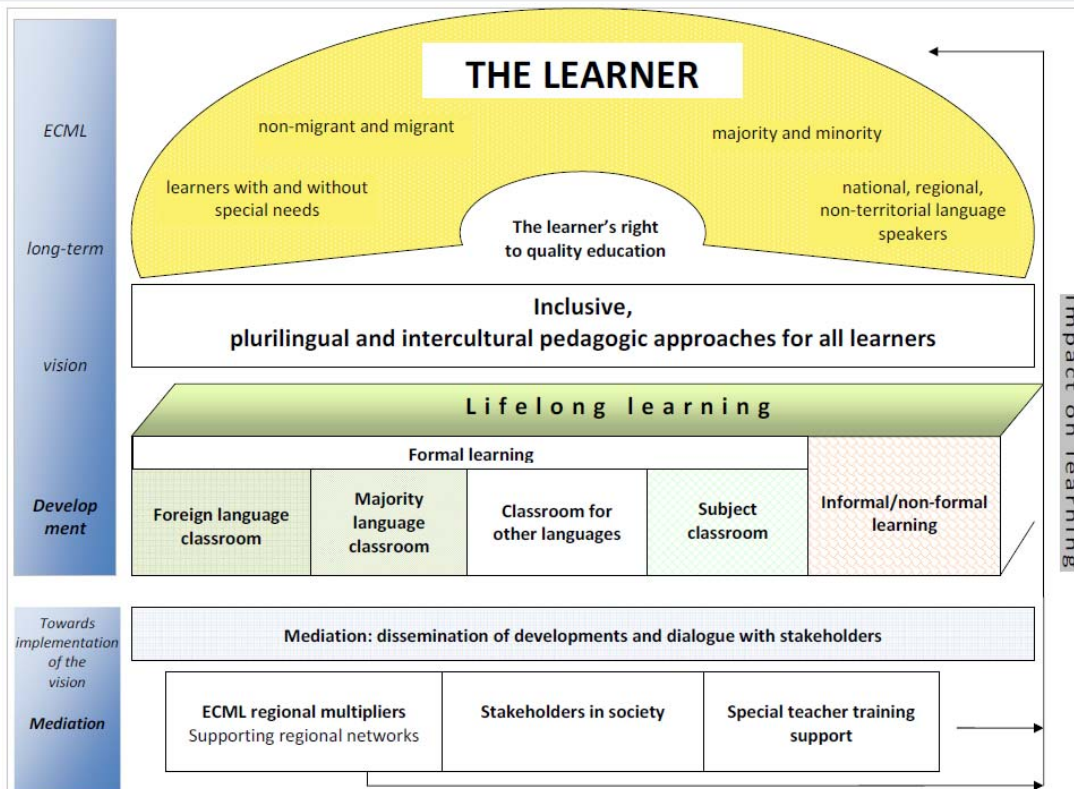 THE LEARNER
non-migrant and migrant
majority and minority
learners with and without
special needs
national, regional,
non-territorial language
speakers
The learner's right
to quality education
ECML
long-term
vision
Develop
ment
Inclusive,
plurilingual and intercultural pedagogic approaches for all learners
Lifelong learning
Formal learning
Foreign language
classroom
Majority
language
classroom
Classroom for
other languages
Subject
classroom
Informal/non-formal
learning
Impact on learning
Towards
implementation
of the
vision
Mediation
Mediation: dissemination of developments and dialogue with stakeholders
ECML regional multipliers
Supporting regional networks
Stakeholders in society
Special teacher training
support